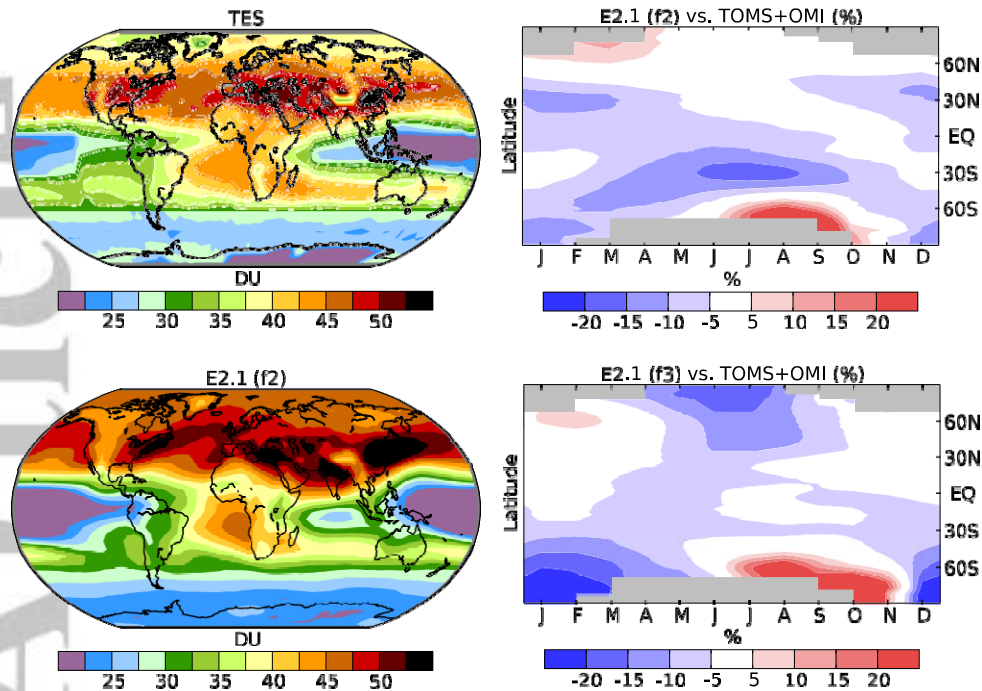 TES
DU
25 30 35 40 45 50
E2.1 (f2) vs. TOMS+OMI (%)
Latitude
60N
30N
EQ
30S
60S
J F M A M J J A S O N D
%
-20 -15 -10 -5 5 10 15 20
E2.1 (f2)
DU
25 30 35 40 45 50
E2.1 (f3) vs. TOMS+OMI (%)
Latitude
60N
30N
EQ
30S
60S
J F M A M J J A S O N D
%
-20 -15 -10 -5 5 10 15 20